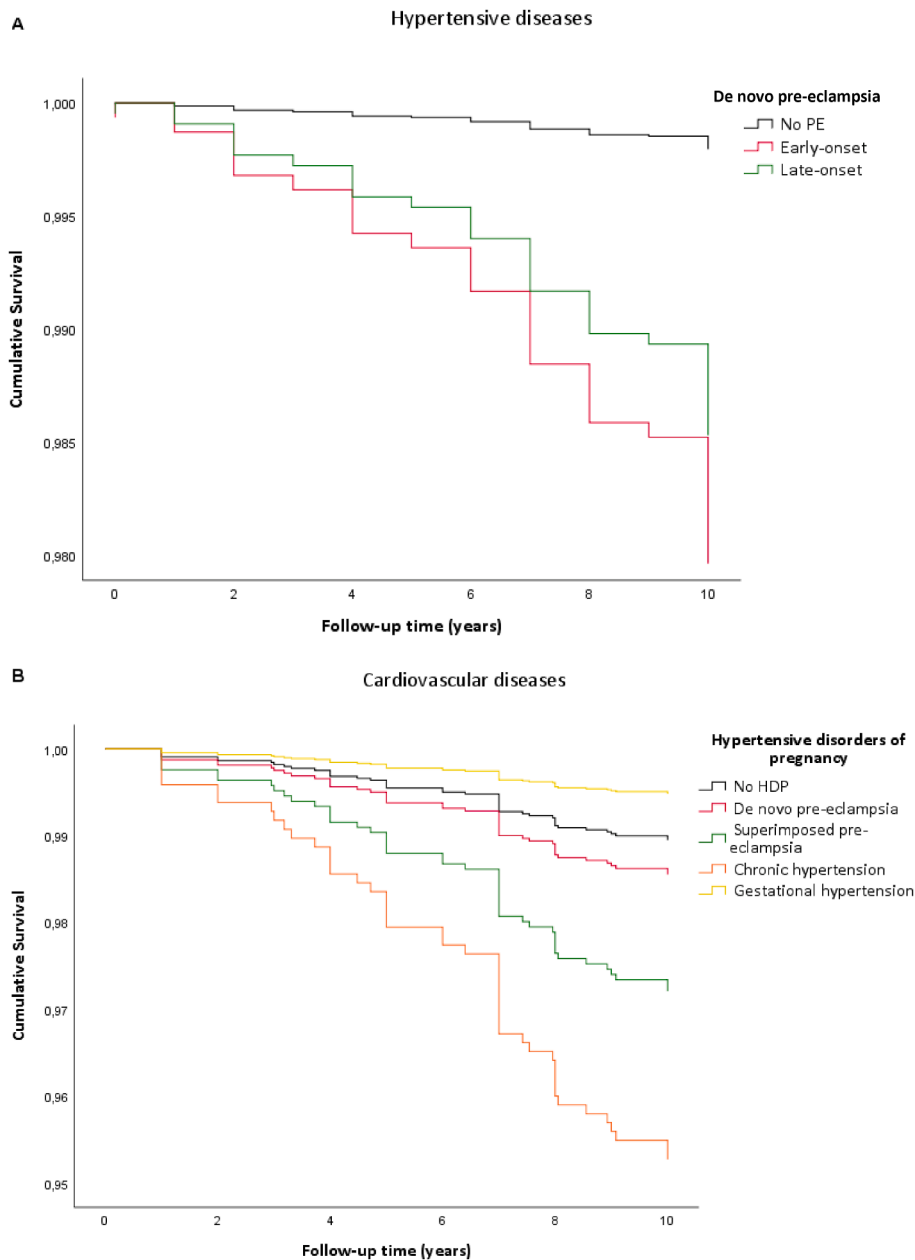 A
Hypertensive diseases
De novo pre-eclampsia
No PE
Early-onset
Late-onset
Cumulative Survival
1,000
0,995
0,990
0,985
0,980
0 2 4 6 8 10
Follow-up time (years)
B
Cardiovascular diseases
Hypertensive disorders of
pregnancy
No HDP
De novo pre-eclampsia
Superimposed pre-
eclampsia
Chronic hypertension
Gestational hypertension
Cumulative Survival
1,00
0,99
0,98
0,97
0,96
0,95
0 2 4 6 8 10
Follow-up time (years)